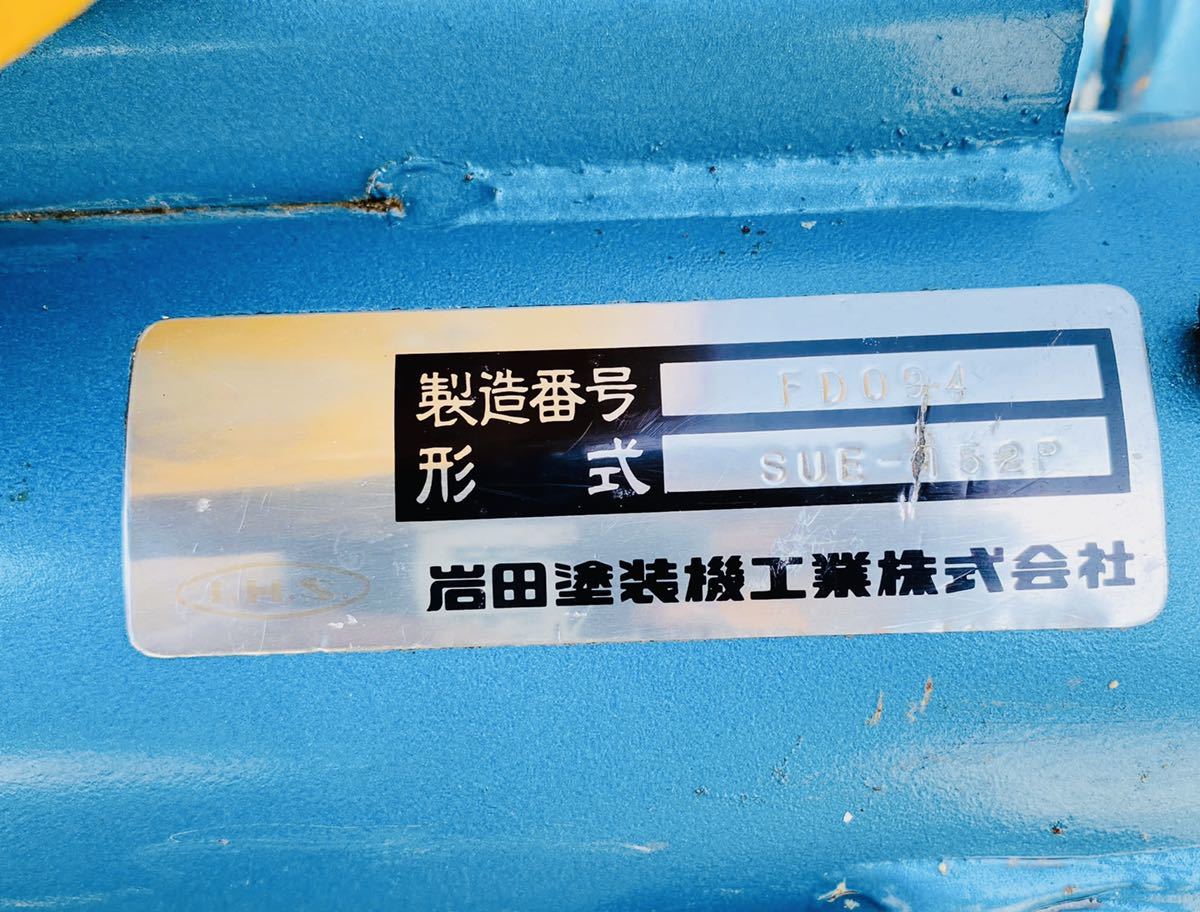 製造番号 FD094
形式 SUE-152P
岩田塗装機工業株式会社
I.H.S.